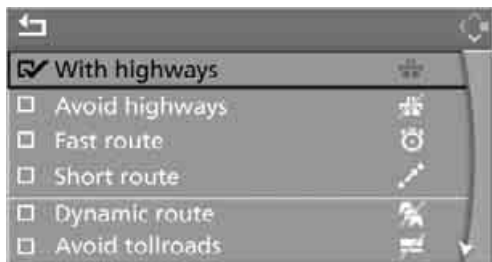 With highways
Avoid highways
Fast route
Short route
Dynamic route
Avoid tollroads